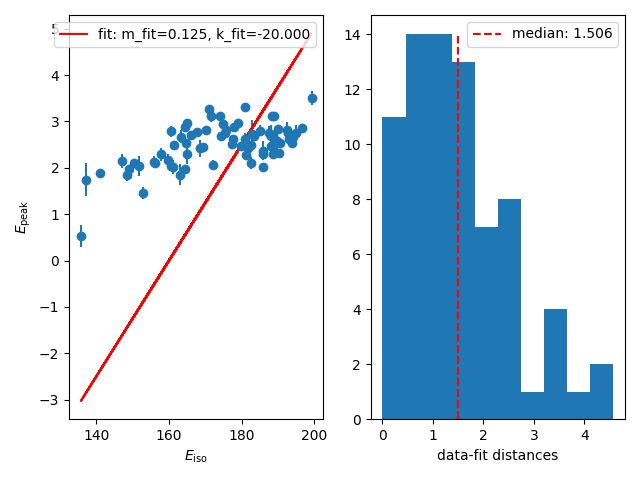 fit: m_fit=0.125, k_fit=-20.000
5
4
3
2
1
0
−1
−2
−3
E_peak
140 160 180 200
E_iso
median: 1.506
14
12
10
8
6
4
2
0
0 1 2 3 4
data-fit distances